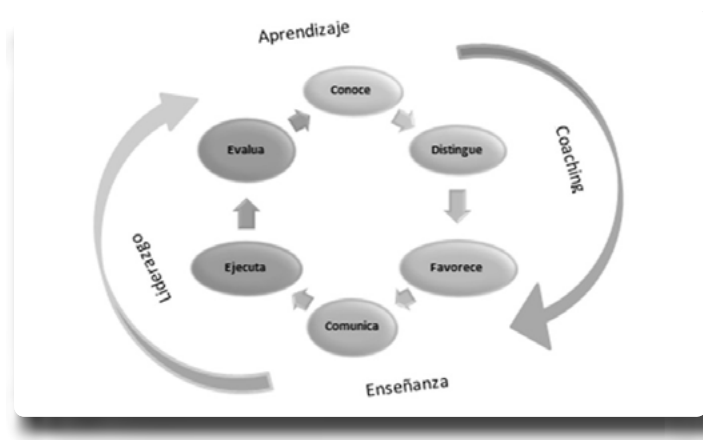 Aprendizaje
Conoce
Distingue
Coaching
Favorece
Comunica
Enseñanza
Ejecuta
Liderazgo
Evalua